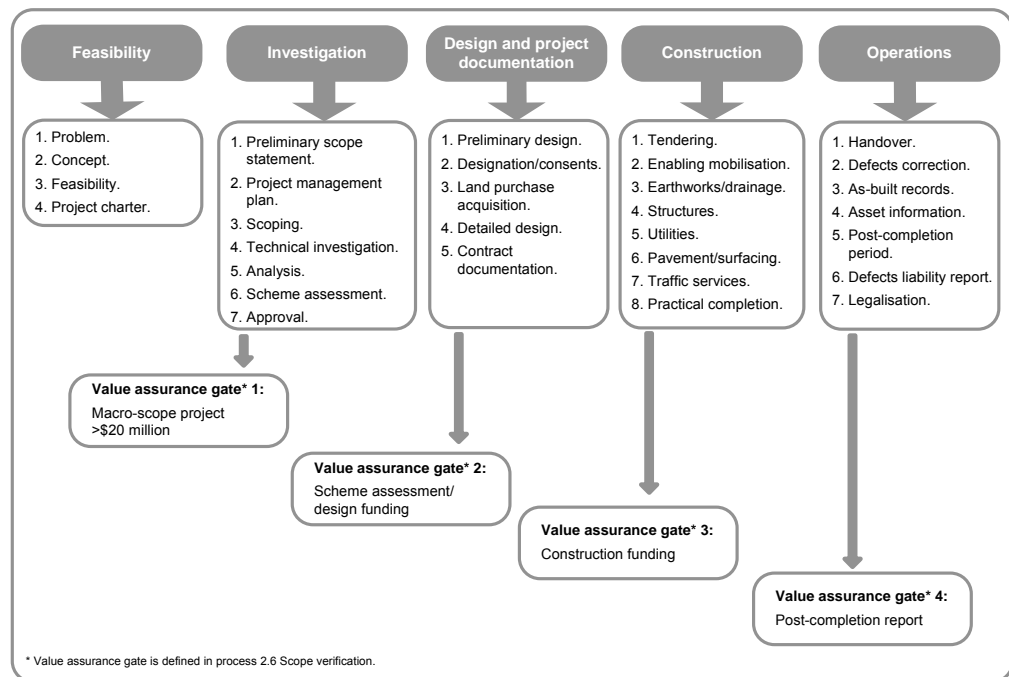 Feasibility
Investigation
Design and project
documentation
Construction
Operations
1. Problem.
2. Concept.
3. Feasibility.
4. Project charter.
1. Preliminary scope
statement.
2. Project management
plan.
3. Scoping.
4. Technical investigation.
5. Analysis.
6. Scheme assessment.
7. Approval.
1. Preliminary design.
2. Designation/consents.
3. Land purchase
acquisition.
4. Detailed design.
5. Contract
documentation.
1. Tendering.
2. Enabling mobilisation.
3. Earthworks/drainage.
4. Structures.
5. Utilities.
6. Pavement/surfacing.
7. Traffic services.
8. Practical completion.
1. Handover.
2. Defects correction.
3. As-built records.
4. Asset information.
5. Post-completion
period.
6. Defects liability report.
7. Legalisation.
Value assurance gate* 1:
Macro-scope project
>$20 million
Value assurance gate* 2:
Scheme assessment/
design funding
Value assurance gate* 3:
Construction funding
Value assurance gate* 4:
Post-completion report
* Value assurance gate is defined in process 2.6 Scope verification.